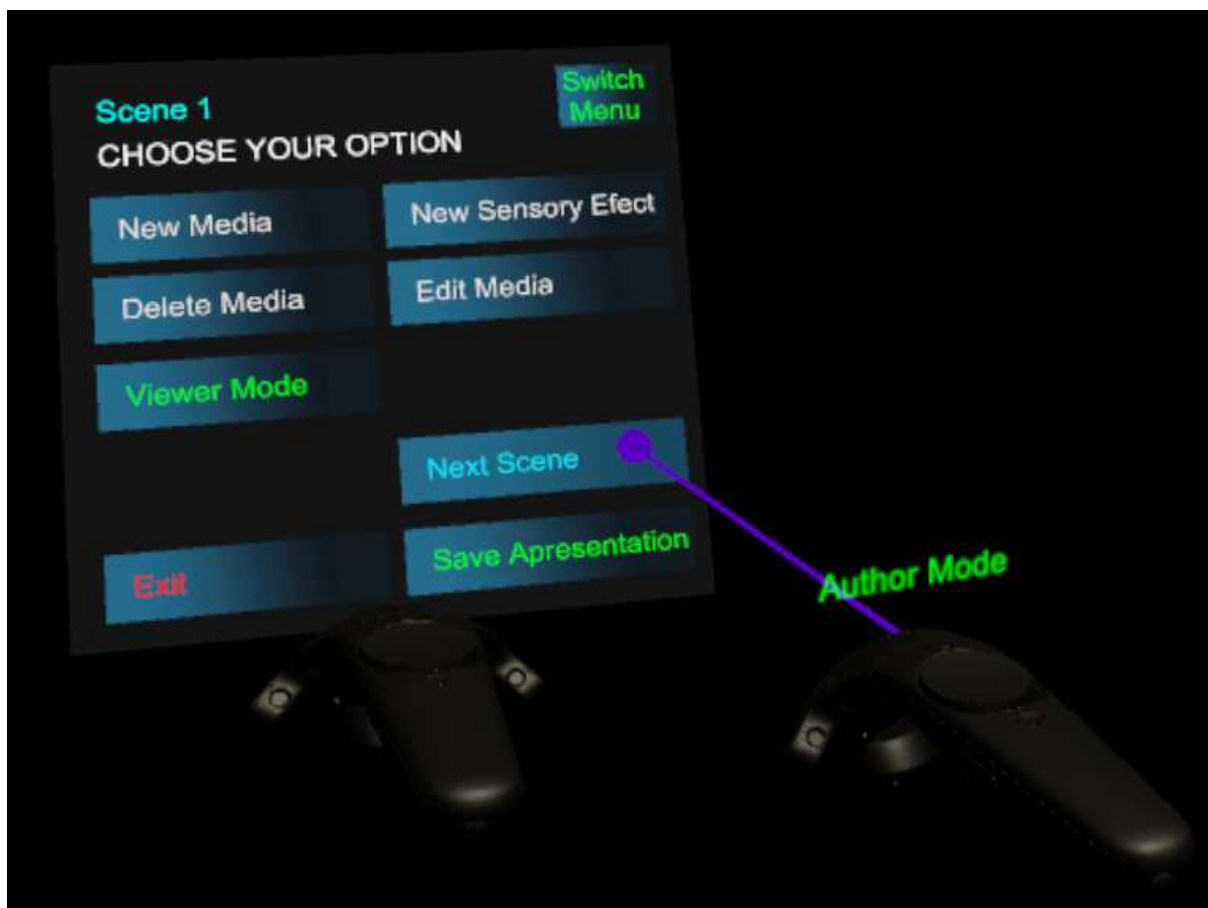 Scene 1
Switch
Menu
CHOOSE YOUR OPTION
New Media
New Sensory Efect
Delete Media
Edit Media
Viewer Mode
Next Scene
Exit
Save Apresentation
Author Mode